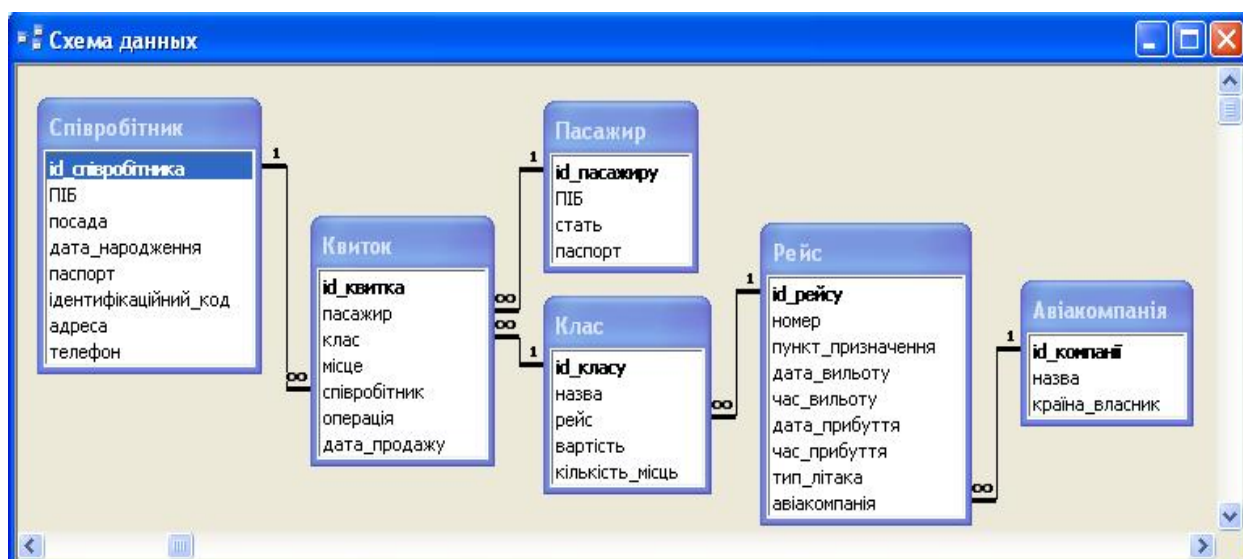 Схема данных
Співробітник
id_співробітника
ПІБ
посада
дата_народження
паспорт
ідентифікаційний_код
адреса
телефон
1
∞
Квиток
id_квитка
пасажир
клас
місце
співробітник
операція
дата_продажу
∞
∞
1
1
Пасажир
id_пасажиру
ПІБ
стать
паспорт
Клас
id_класу
назва
рейс
вартість
кількість_місць
∞
1
Рейс
id_рейсу
номер
пункт_призначення
дата_вильоту
час_вильоту
дата_прибуття
час_прибуття
тип_літака
авіакомпанія
∞
1
Авіакомпанія
id_компанії
назва
країна_власник